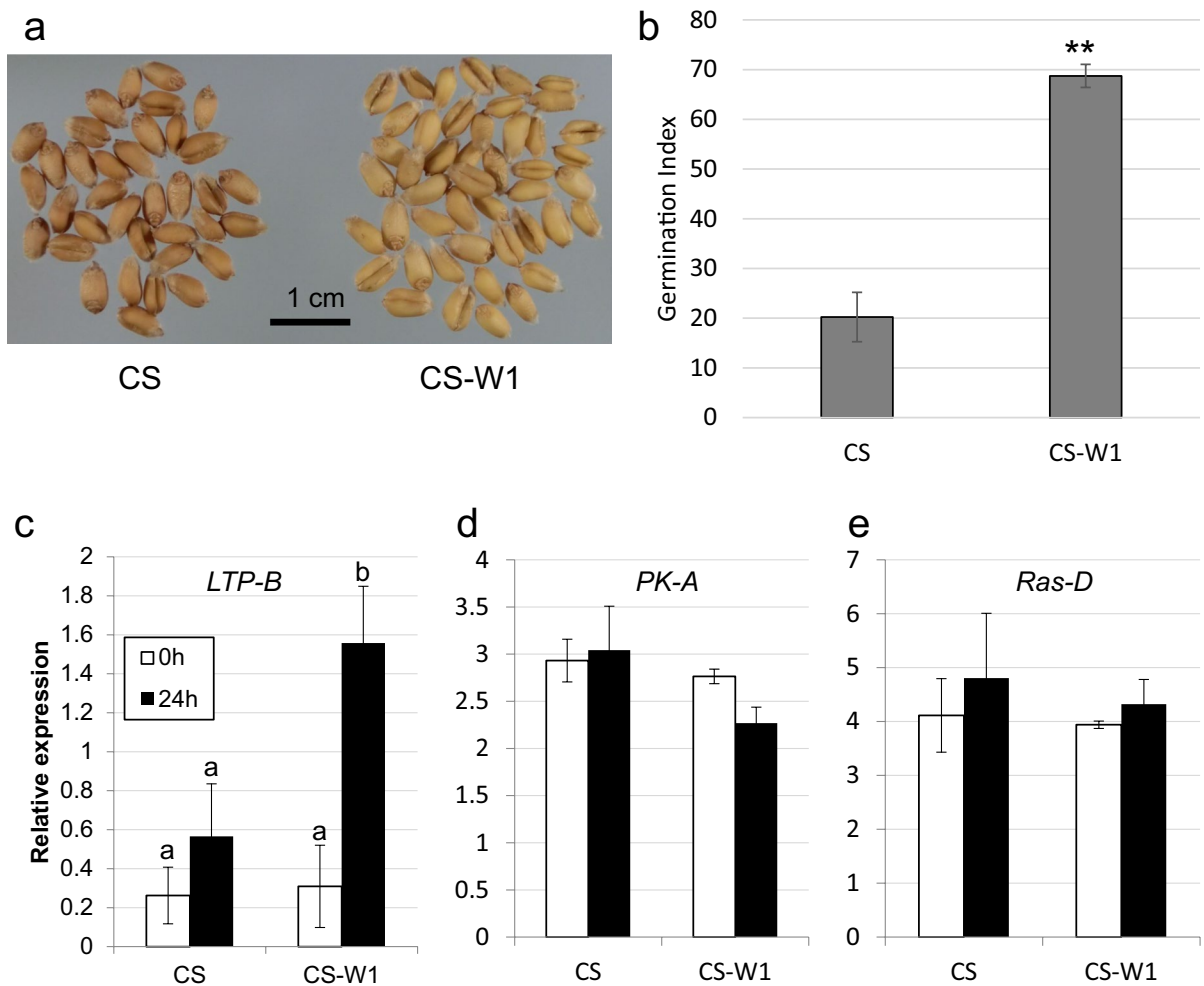 a
1 cm
CS CS-W1
b
80
70
60
50
40
30
20
10
0
Germination Index
**
CS CS-W1
c
LTP-B
2
1.8
1.6
1.4
1.2
1
0.8
0.6
0.4
0.2
0
Relative expression
0h
24h
a a a b
CS CS-W1
d
PK-A
4
3.5
3
2.5
2
1.5
1
0.5
0
CS CS-W1
e
Ras-D
7
6
5
4
3
2
1
0
CS CS-W1